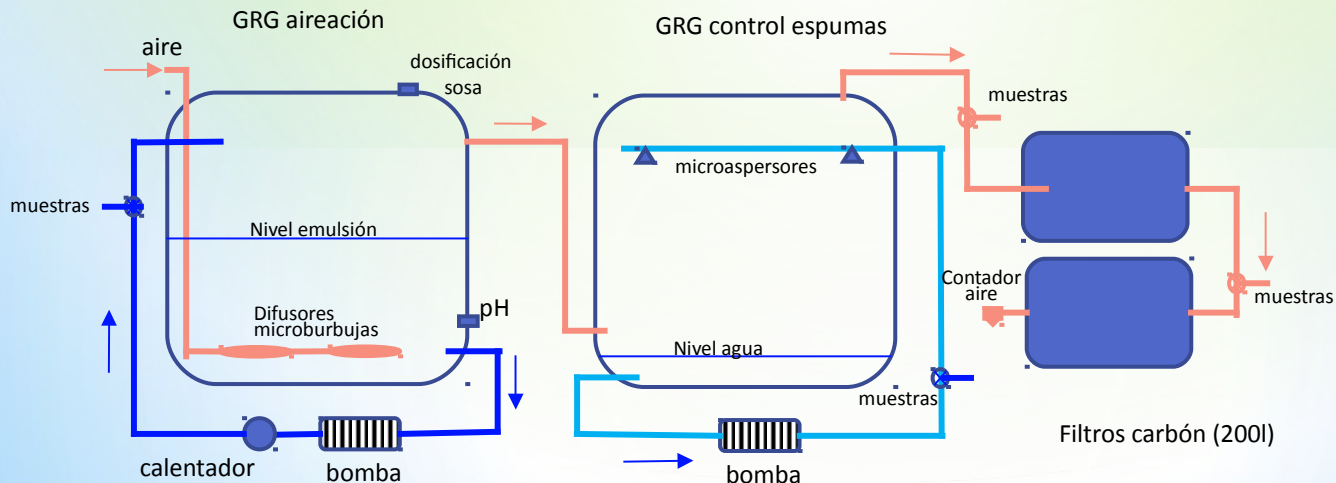 GRG aireación
GRG control espumas
aire
dosificación
sosa
muestras
microaspersores
muestras
Nivel emulsión
Contador
aire
muestras
pH
Difusores
microburbujas
Nivel agua
muestras
Filtros carbón (200l)
calentador
bomba
bomba